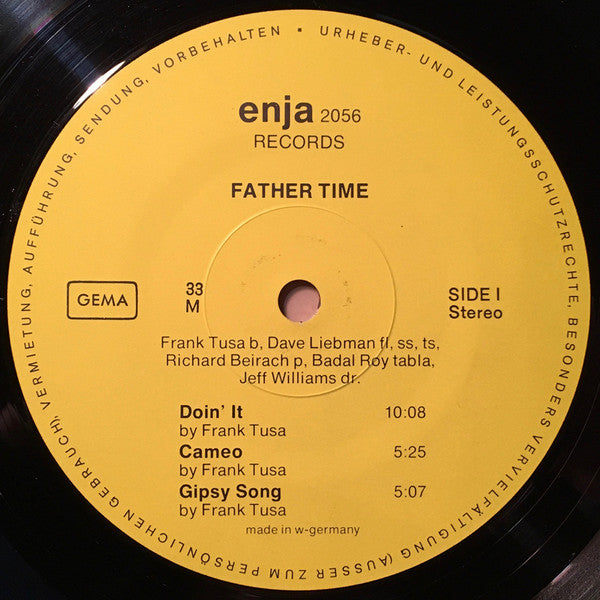 URHEBER- UND LEISTUNGSSCHUTZRECHTE, BESONDERS VERVIELFÄLTIGUNG (AUSSER ZUM PERSÖNLICHEN GEBRAUCH), VERMIETUNG, AUFFÜHRUNG, SENDUNG, VORBEHALTEN •
enja 2056
RECORDS
FATHER TIME
GEMA
33
M
SIDE I
Stereo
Frank Tusa b, Dave Liebman fl, ss, ts,
Richard Beirach p, Badal Roy tabla,
Jeff Williams dr.
Doin' It 10:08
by Frank Tusa
Cameo 5:25
by Frank Tusa
Gipsy Song 5:07
by Frank Tusa
made in w-germany